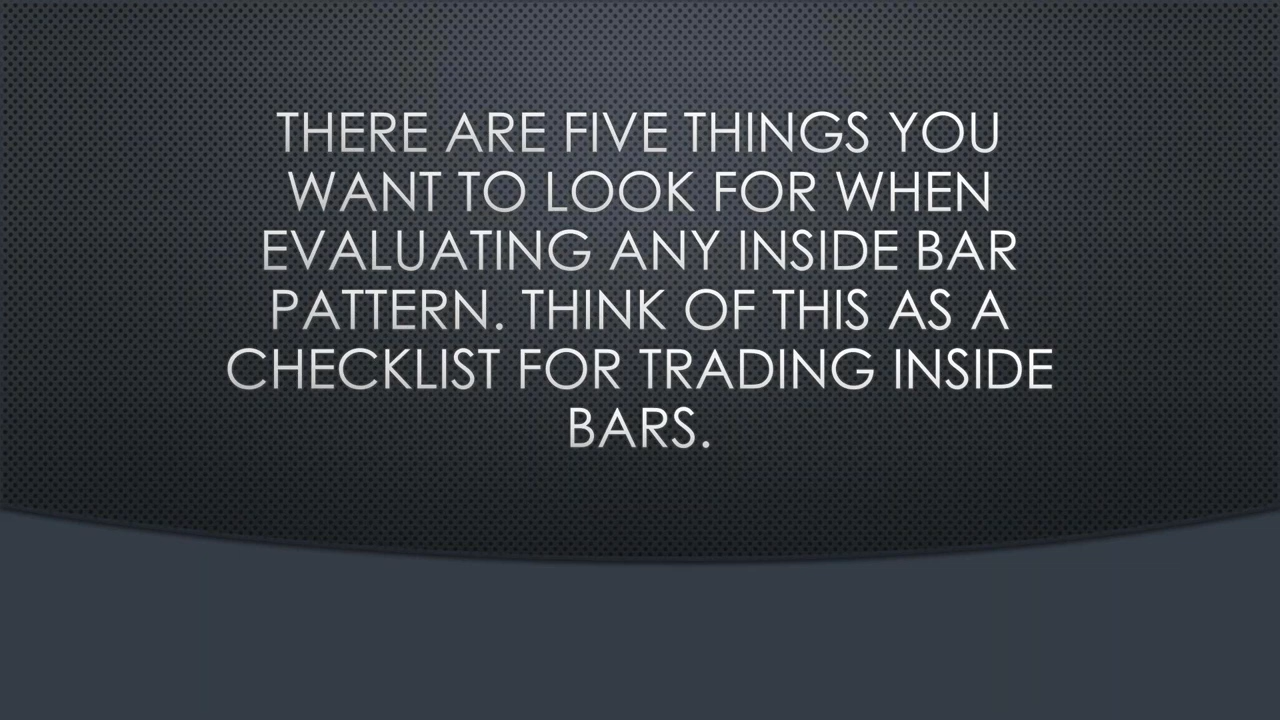 THERE ARE FIVE THINGS YOU
WANT TO LOOK FOR WHEN
EVALUATING ANY INSIDE BAR
PATTERN. THINK OF THIS AS A
CHECKLIST FOR TRADING INSIDE
BARS.